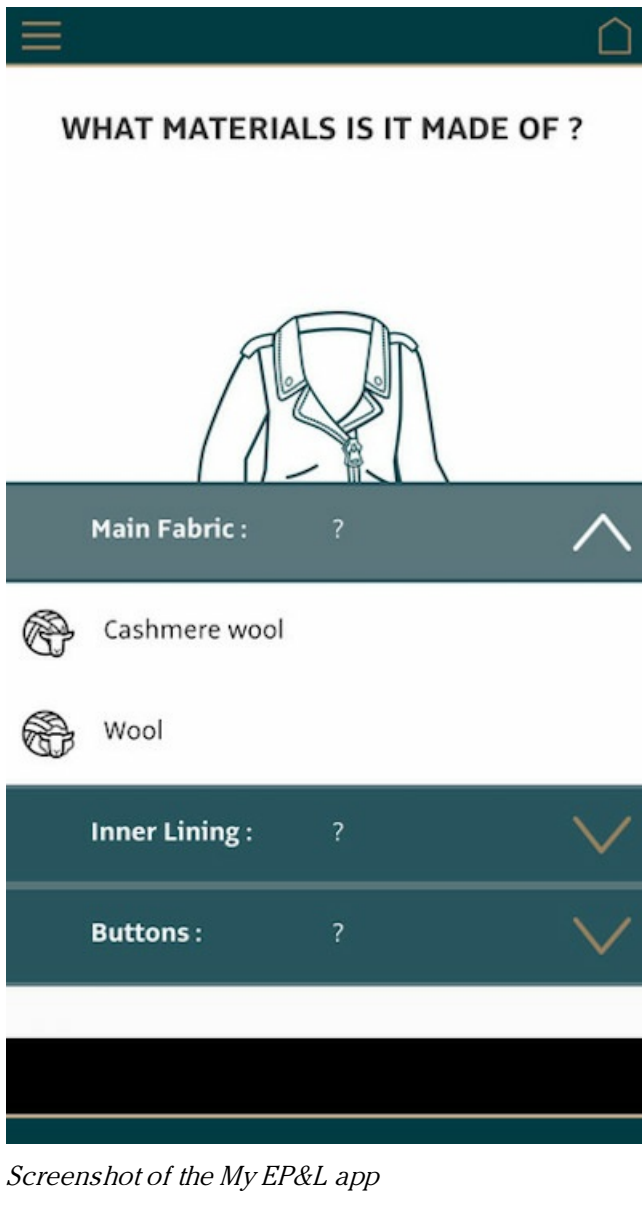 WHAT MATERIALS IS IT MADE OF ?
Main Fabric : ?
Cashmere wool
Wool
Inner Lining : ?
Buttons : ?
Screenshot of the My EP&L app